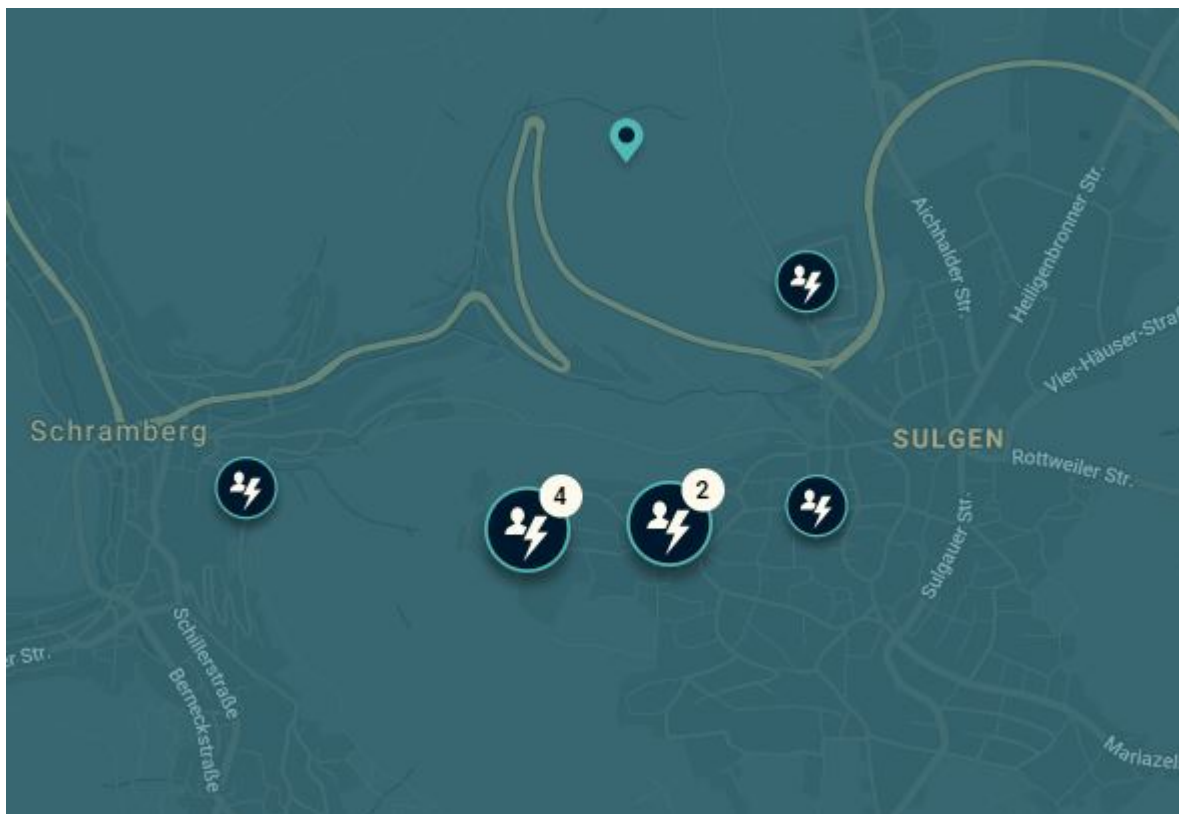 Aichhalder Str.
Heiligenbronner Str.
Vier-Häuser-Straß
Schramberg
SULGEN
Rottweiler Str.
4
2
Sulgauer Str.
Schillerstraße
er Str.
Berneckstraße
Mariazel